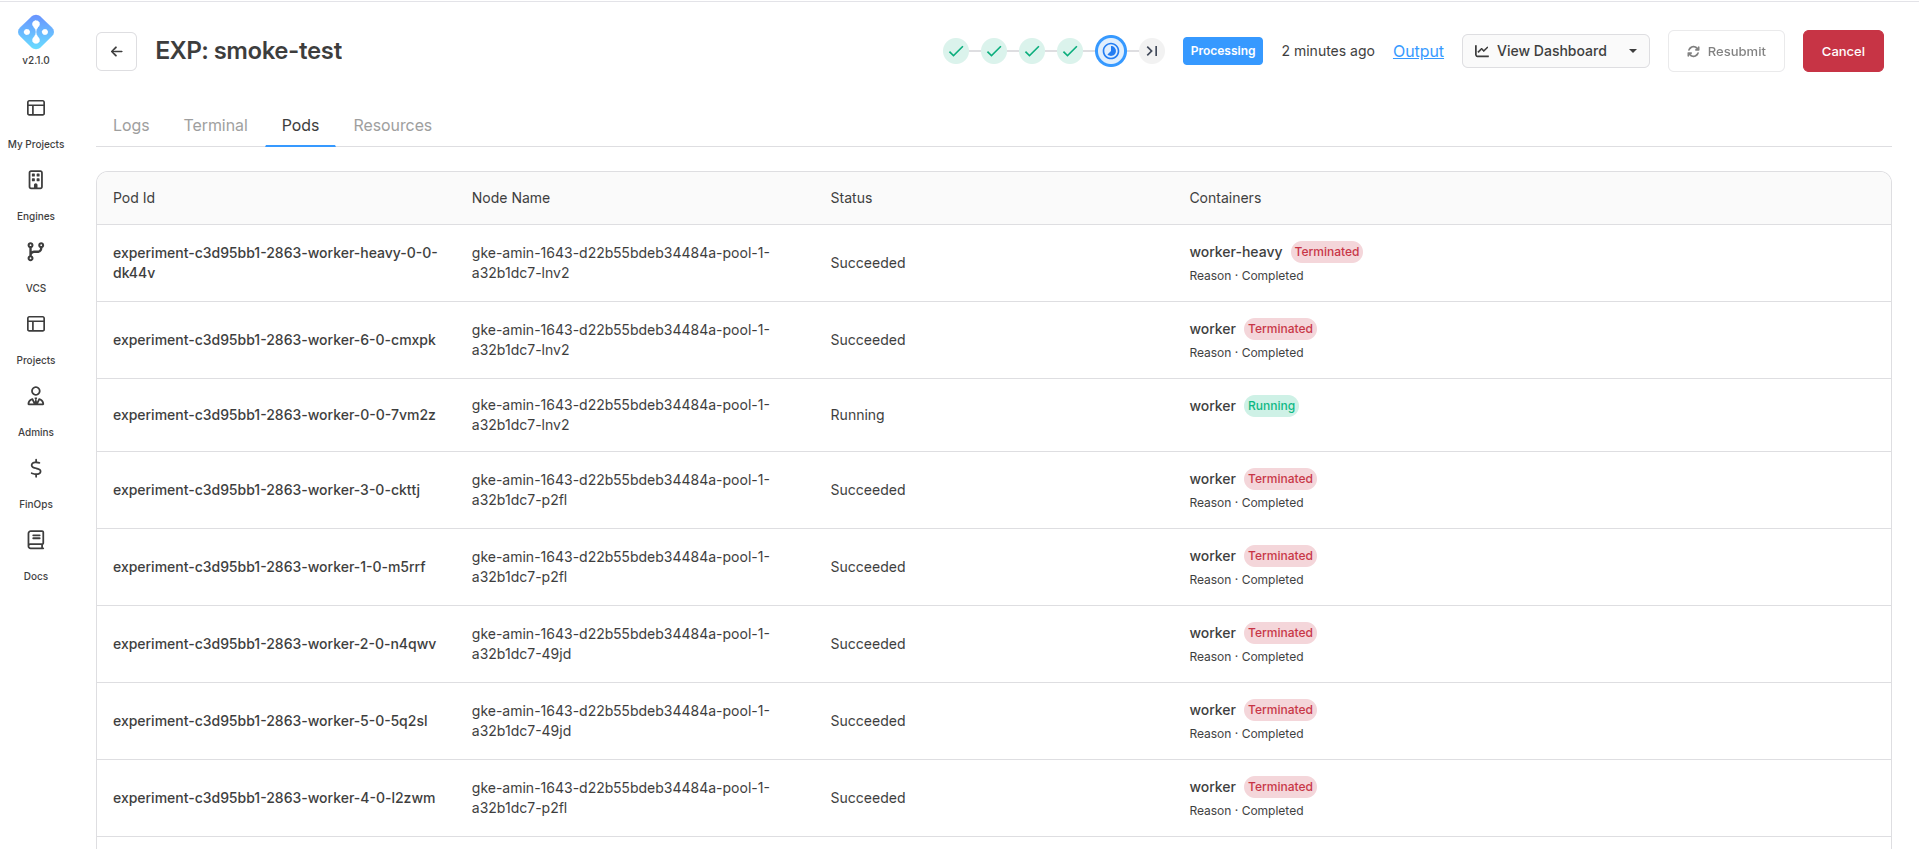 v2.1.0
My Projects
Engines
VCS
Projects
Admins
FinOps
Docs
EXP: smoke-test
Processing
2 minutes ago
Output
View Dashboard
Resubmit
Cancel
Logs Terminal Pods Resources
Pod Id Node Name Status Containers
experiment-c3d95bb1-2863-worker-heavy-0-0-
dk44v
gke-amin-1643-d22b55bdeb34484a-pool-1-
a32b1dc7-lnv2
Succeeded
worker-heavy Terminated
Reason · Completed
experiment-c3d95bb1-2863-worker-6-0-cmxpk
gke-amin-1643-d22b55bdeb34484a-pool-1-
a32b1dc7-lnv2
Succeeded
worker Terminated
Reason · Completed
experiment-c3d95bb1-2863-worker-0-0-7vm2z
gke-amin-1643-d22b55bdeb34484a-pool-1-
a32b1dc7-lnv2
Running
worker Running
experiment-c3d95bb1-2863-worker-3-0-ckttj
gke-amin-1643-d22b55bdeb34484a-pool-1-
a32b1dc7-p2fl
Succeeded
worker Terminated
Reason · Completed
experiment-c3d95bb1-2863-worker-1-0-m5rrf
gke-amin-1643-d22b55bdeb34484a-pool-1-
a32b1dc7-p2fl
Succeeded
worker Terminated
Reason · Completed
experiment-c3d95bb1-2863-worker-2-0-n4qwv
gke-amin-1643-d22b55bdeb34484a-pool-1-
a32b1dc7-49jd
Succeeded
worker Terminated
Reason · Completed
experiment-c3d95bb1-2863-worker-5-0-5q2sl
gke-amin-1643-d22b55bdeb34484a-pool-1-
a32b1dc7-49jd
Succeeded
worker Terminated
Reason · Completed
experiment-c3d95bb1-2863-worker-4-0-l2zwm
gke-amin-1643-d22b55bdeb34484a-pool-1-
a32b1dc7-p2fl
Succeeded
worker Terminated
Reason · Completed